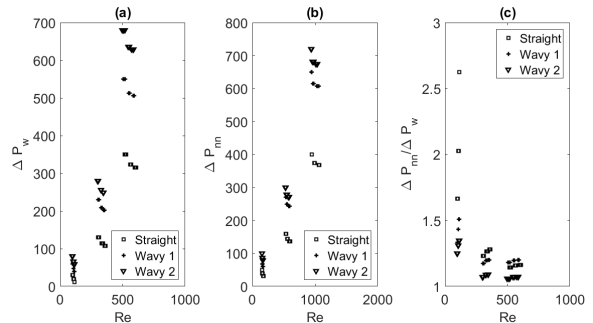 (a)
700
600
500
400
300
200
100
0
Δ P_w
0 500 1000
Re
Straight
Wavy 1
Wavy 2
(b)
800
700
600
500
400
300
200
100
0
Δ P_nn
0 1000 2000
Re
Straight
Wavy 1
Wavy 2
(c)
3
2.5
2
1.5
1
Δ P_nn/Δ P_w
0 500 1000
Re
Straight
Wavy 1
Wavy 2